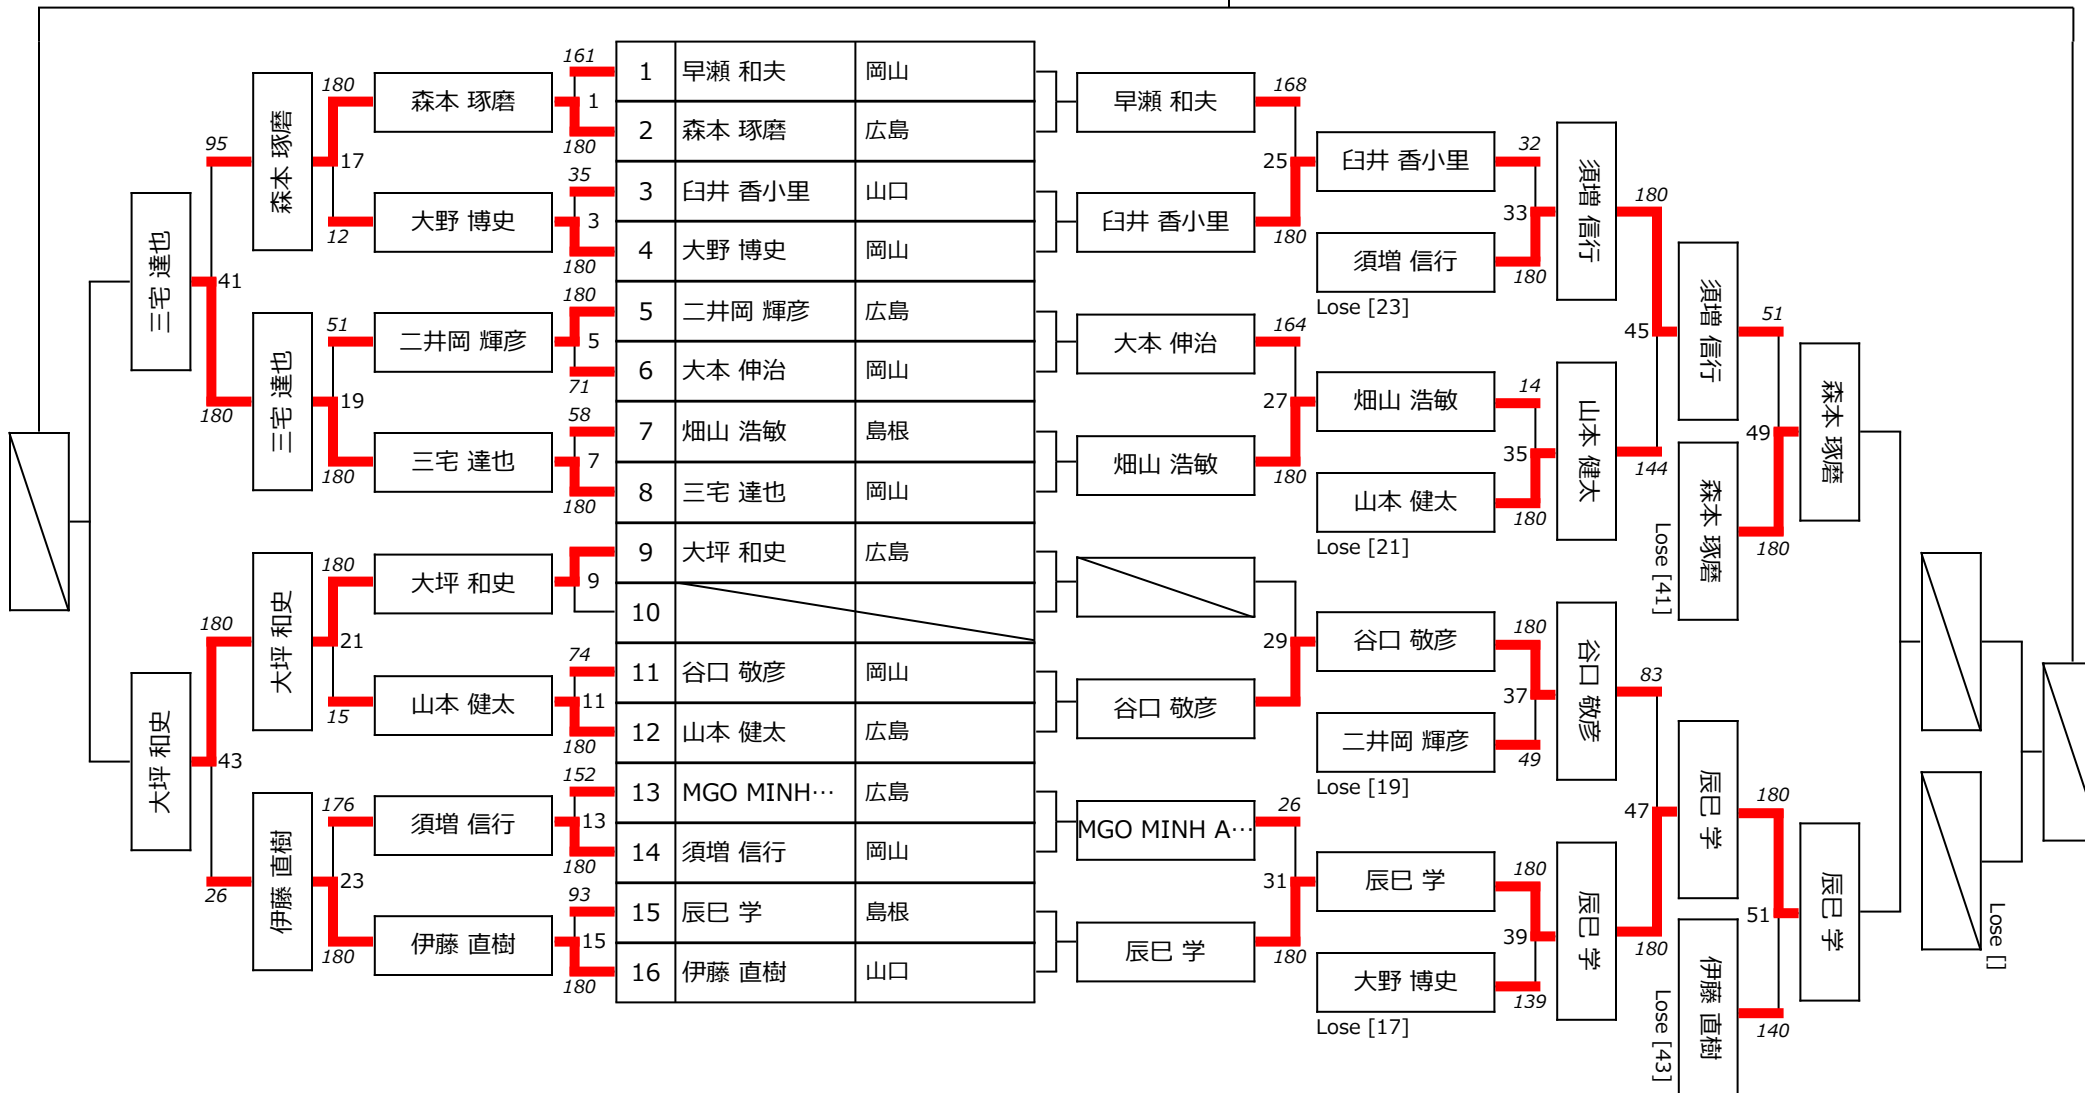 161
1 早瀬 和夫 岡山
180 森本 琢磨 1 早瀬 和夫 168
2 森本 琢磨 広島
180
95 森本 琢磨 17 25 臼井 香小里 32
35
3 臼井 香小里 山口
12 大野 博史 3 臼井 香小里 180
4 大野 博史 岡山
180
33 須増 信行 180
須増 信行 180
Lose [23]
三宅 達也 41
180
5 二井岡 輝彦 広島
51 二井岡 輝彦 5 大本 伸治 164
6 大本 伸治 岡山
71
45 須増 信行 51
180 三宅 達也 19 27 畑山 浩敏 14
58
7 畑山 浩敏 島根
180 三宅 達也 7 畑山 浩敏 180
8 三宅 達也 岡山
180
35 山本 健太 144
山本 健太 180
Lose [21]
49 森本 琢磨
森本 琢磨 180
Lose [41]
9 大坪 和史 広島
180 大坪 和史 9
10
180 大坪 和史 21 29 谷口 敬彦 180
74
11 谷口 敬彦 岡山
15 山本 健太 11 谷口 敬彦
12 山本 健太 広島
180
37 谷口 敬彦 83
二井岡 輝彦 49
Lose [19]
大坪 和史 43
152
13 MGO MINH… 広島
176 須増 信行 13 MGO MINH A… 26
14 須増 信行 岡山
180
47 辰巳 学 180
26 伊藤 直樹 23 31 辰巳 学 180
93
15 辰巳 学 島根
180 伊藤 直樹 15 辰巳 学 180
16 伊藤 直樹 山口
180
39 辰巳 学 180
大野 博史 139
Lose [17]
51 辰巳 学
伊藤 直樹 140
Lose [43]
Lose []